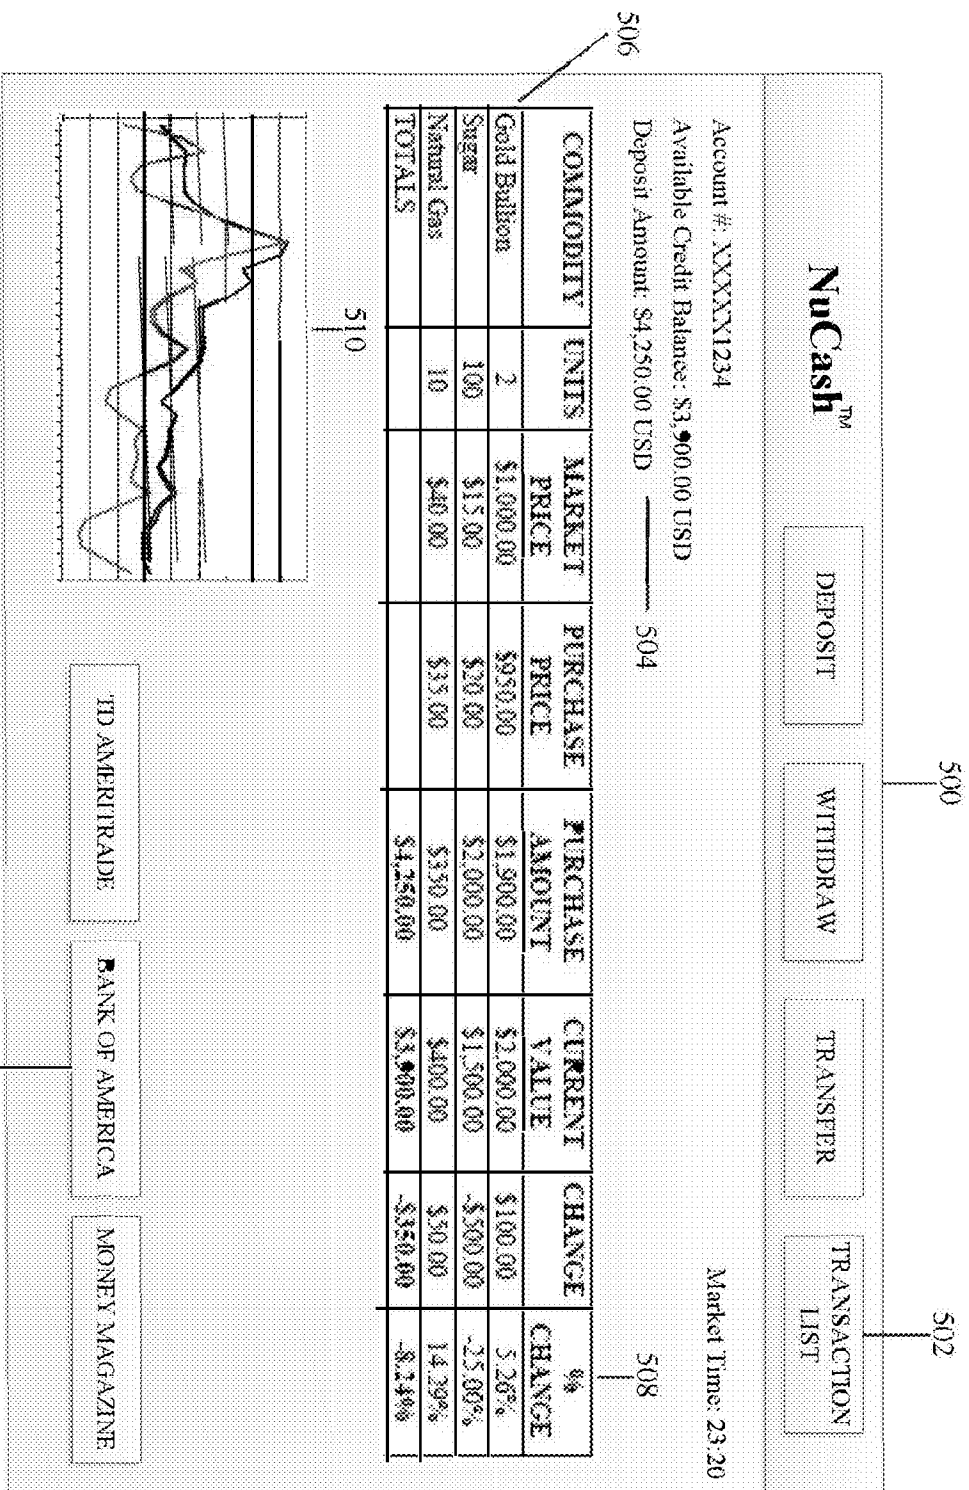 500
502
NuCash™
DEPOSIT
WITHDRAW
TRANSFER
TRANSACTION
LIST
Account #: XXXXX1234
Market Time: 23:20
Available Credit Balance: $3,900.00 USD
Deposit Amount: $4,250.00 USD
504
506
508
COMMODITY UNITS MARKET PRICE PURCHASE PRICE PURCHASE AMOUNT CURRENT VALUE CHANGE % CHANGE
Gold Bullion 2 $1,000.00 $950.00 $1,900.00 $2,000.00 $100.00 5.26%
Sugar 100 $15.00 $20.00 $2,000.00 $1,500.00 -$500.00 -25.00%
Natural Gas 10 $40.00 $35.00 $350.00 $400.00 $50.00 14.29%
TOTALS $4,250.00 $3,900.00 -$350.00 -8.24%
510
TD AMERITRADE
BANK OF AMERICA
MONEY MAGAZINE